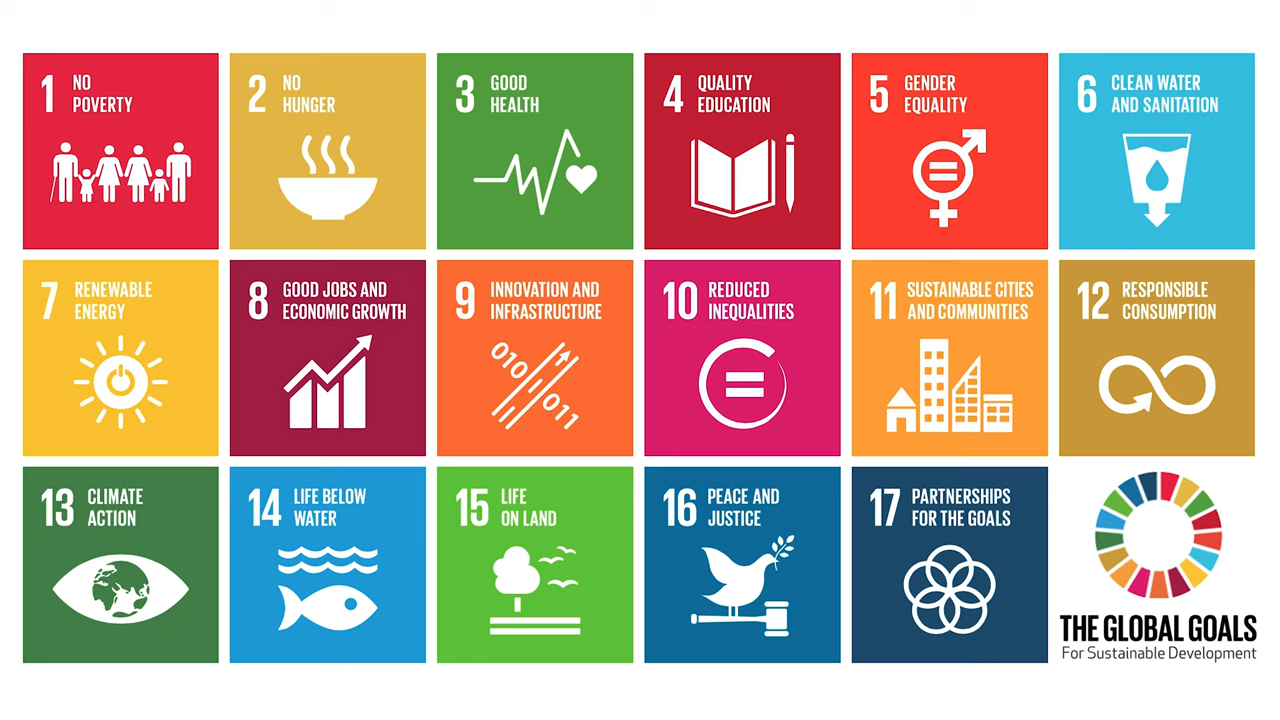 1 NO
POVERTY
2 NO
HUNGER
3 GOOD
HEALTH
4 QUALITY
EDUCATION
5 GENDER
EQUALITY
6 CLEAN WATER
AND SANITATION
7 RENEWABLE
ENERGY
8 GOOD JOBS AND
ECONOMIC GROWTH
9 INNOVATION AND
INFRASTRUCTURE
010
011
10 REDUCED
INEQUALITIES
11 SUSTAINABLE CITIES
AND COMMUNITIES
12 RESPONSIBLE
CONSUMPTION
13 CLIMATE
ACTION
14 LIFE BELOW
WATER
15 LIFE
ON LAND
16 PEACE AND
JUSTICE
17 PARTNERSHIPS
FOR THE GOALS
THE GLOBAL GOALS
For Sustainable Development